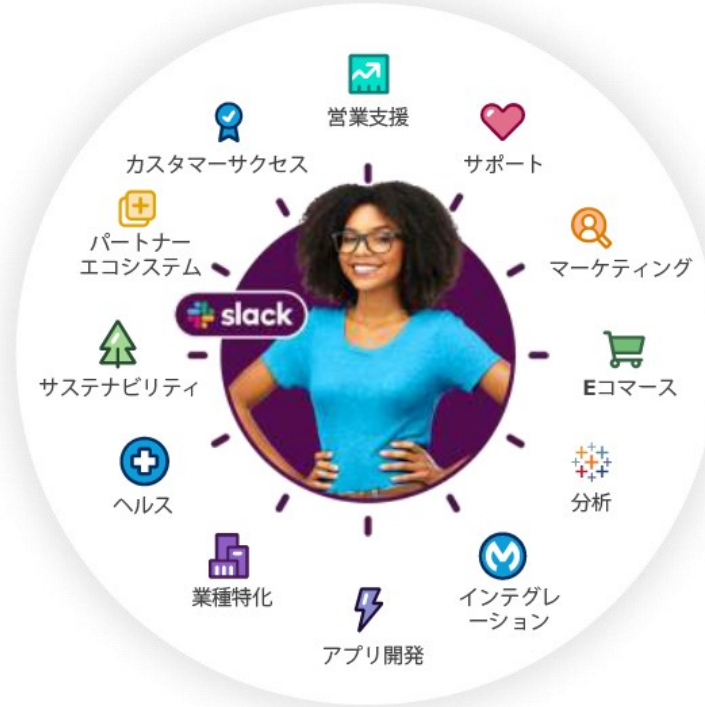 営業支援
サポート
マーケティング
Eコマース
分析
インテグレ
ーション
アプリ開発
業種特化
ヘルス
サステナビリティ
パートナー
エコシステム
カスタマーサクセス
slack